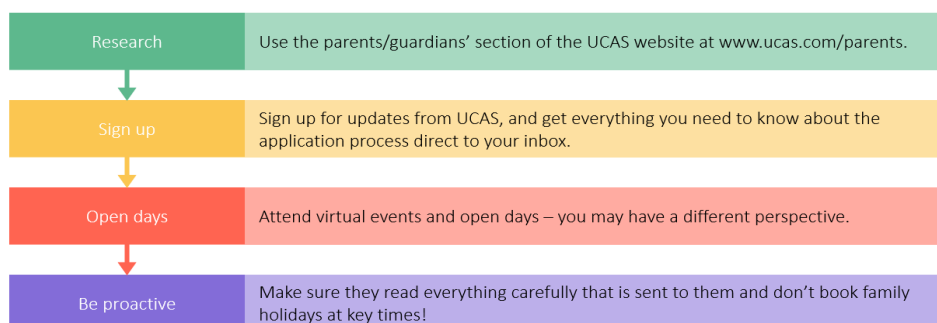 Research
Use the parents/guardians’ section of the UCAS website at www.ucas.com/parents.
Sign up
Sign up for updates from UCAS, and get everything you need to know about the
application process direct to your inbox.
Open days
Attend virtual events and open days – you may have a different perspective.
Be proactive
Make sure they read everything carefully that is sent to them and don’t book family
holidays at key times!